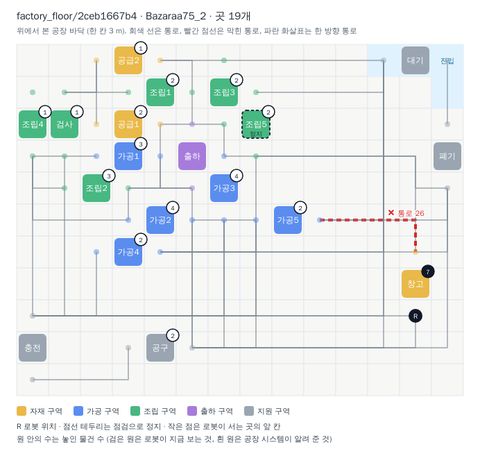 factory_floor/2ceb1667b4 · Bazaraa75_2 · 곳 19개
위에서 본 공장 바닥 (한 칸 3 m). 회색 선은 통로, 빨간 점선은 막힌 통로, 파란 화살표는 한 방향 통로
공급2 1
대기
진입
조립1 2
조립3 2
조립4 1
검사 1
공급1 2
조립5 2
정지
가공1 3
출하
폐기
조립2 3
가공3 4
가공2 4
가공5 2
✕ 통로 26
가공4 2
창고 7
R
충전
공구 2
자재 구역
가공 구역
조립 구역
출하 구역
지원 구역
R 로봇 위치 · 점선 테두리는 점검으로 정지 · 작은 점은 로봇이 서는 곳의 앞 칸
원 안의 수는 놓인 물건 수 (검은 원은 로봇이 지금 보는 것, 흰 원은 공장 시스템이 알려 준 것)